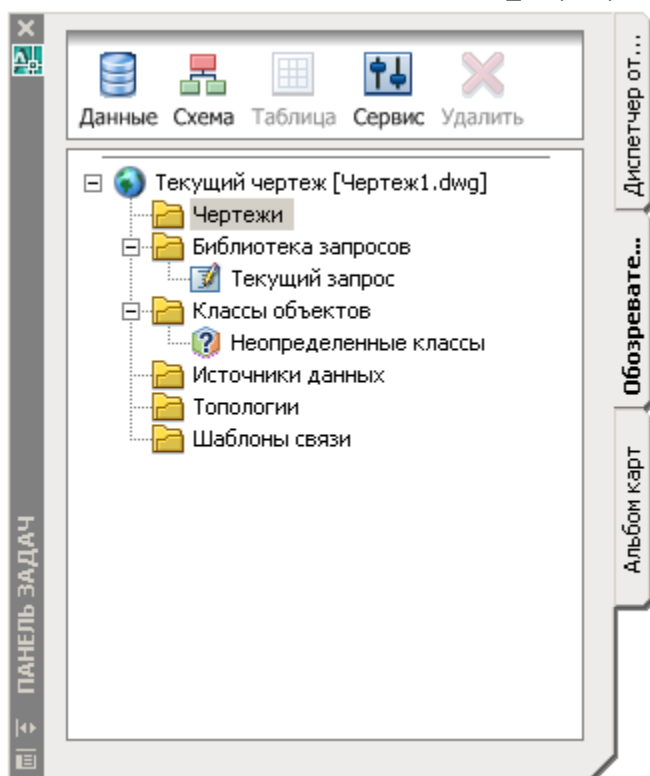 Данные Схема Таблица Сервис Удалить
Текущий чертеж [Чертеж1.dwg]
Чертежи
Библиотека запросов
Текущий запрос
Классы объектов
Неопределенные классы
Источники данных
Топологии
Шаблоны связи
Диспетчер от...
Обозревате...
Альбом карт
ПАНЕЛЬ ЗАДАЧ